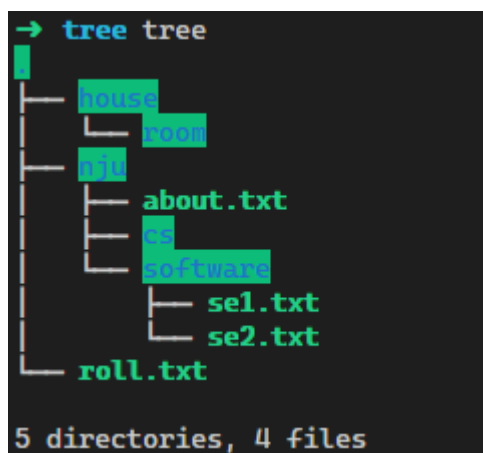 → tree tree
.
├── house
│   └── room
├── nju
│   ├── about.txt
│   ├── cs
│   └── software
│       ├── se1.txt
│       └── se2.txt
└── roll.txt
5 directories, 4 files